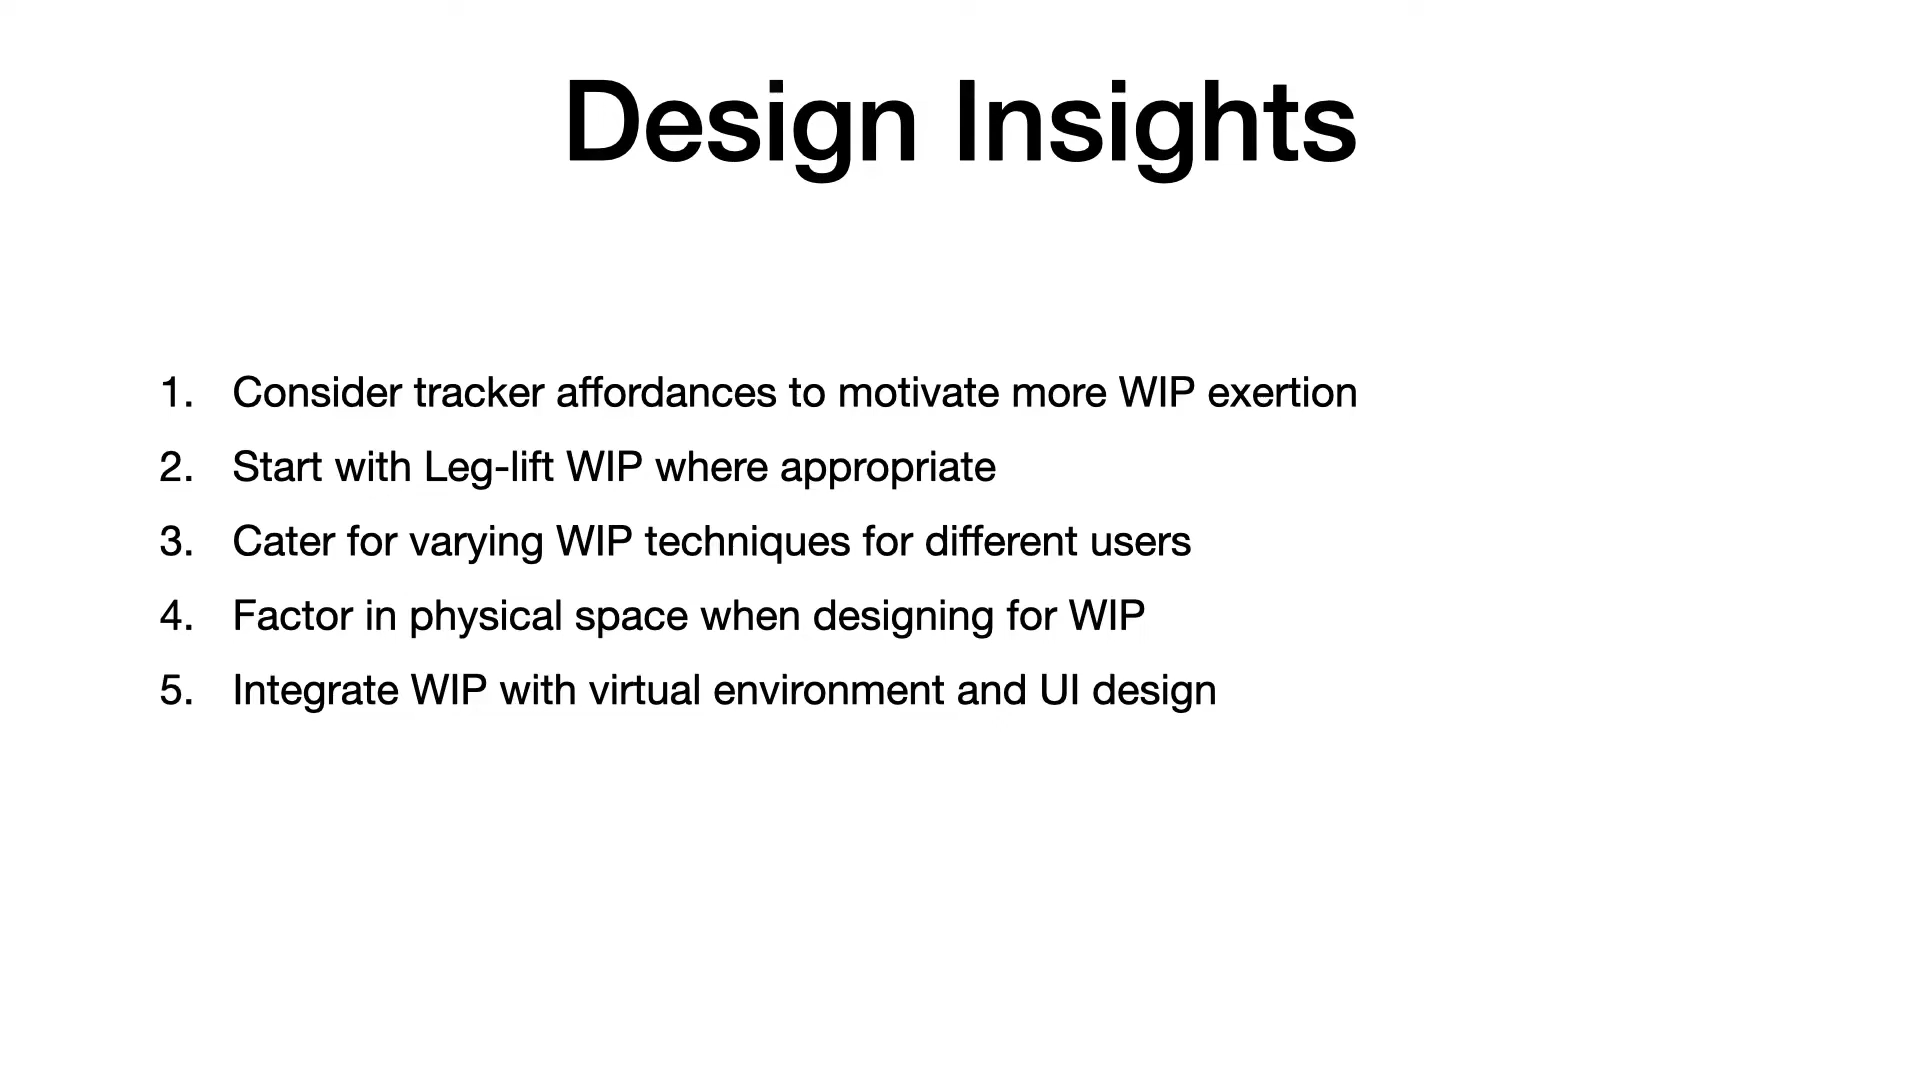 Design Insights
1. Consider tracker affordances to motivate more WIP exertion
2. Start with Leg-lift WIP where appropriate
3. Cater for varying WIP techniques for different users
4. Factor in physical space when designing for WIP
5. Integrate WIP with virtual environment and UI design